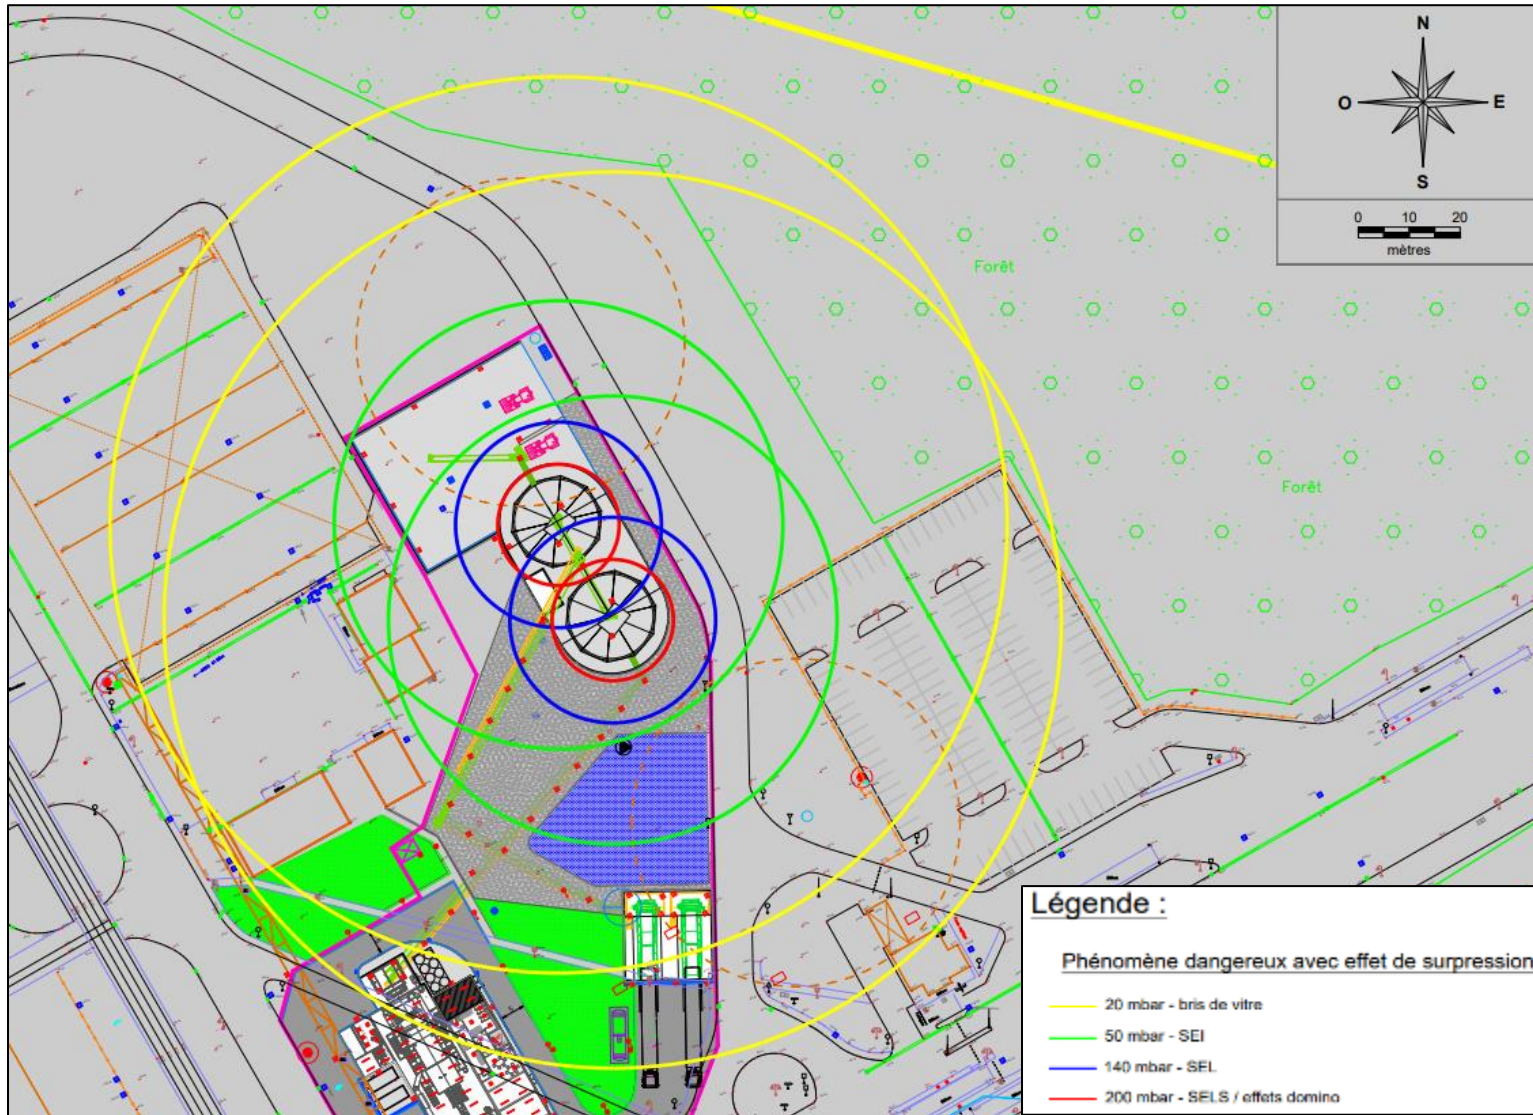 N
O
E
S
0 10 20
mètres
Forêt
Forêt
Légende :
Phénomène dangereux avec effet de surpression
20 mbar - bris de vitre
50 mbar - SEI
140 mbar - SEL
200 mbar - SELS / effets domino